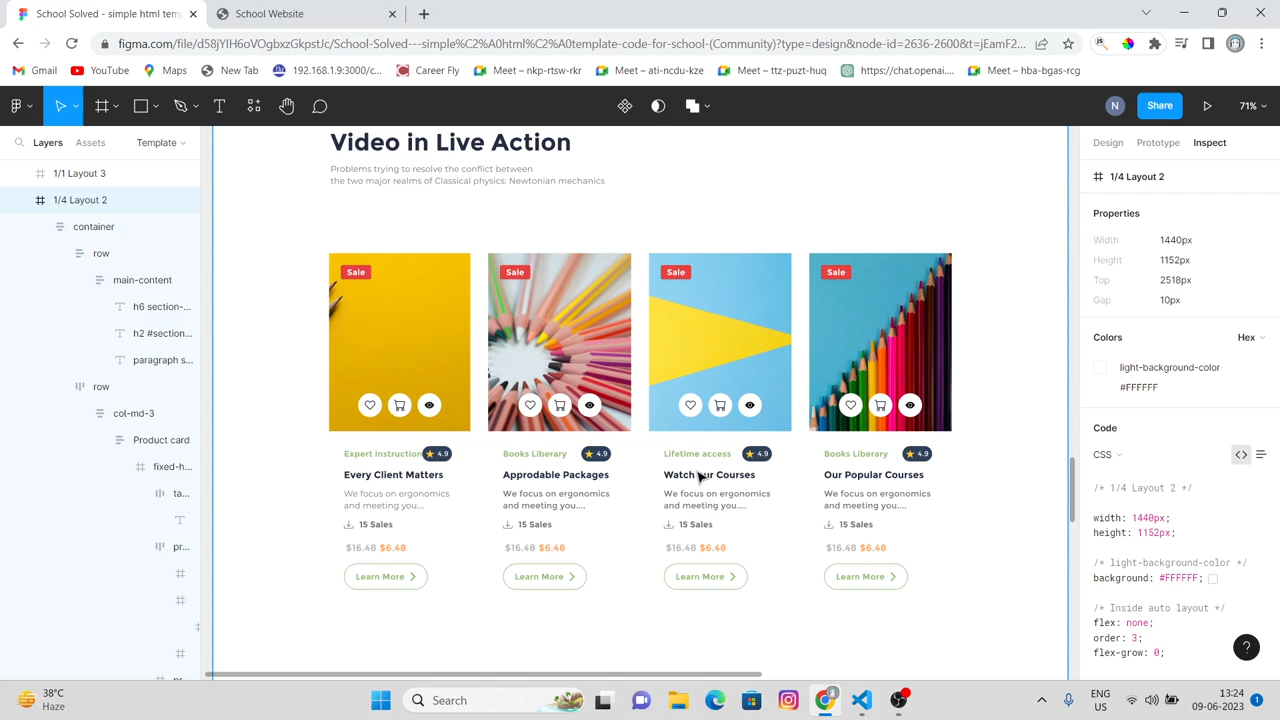 School Solved - simple html tem
School Website
figma.com/file/d58jYIH6oVOgbxzGkpstJc/School-Solved---simple%C2%A0html%C2%A0template-code-for-school-(Community)?type=design&node-id=2636-2600&t=jEamF2...
Gmail
YouTube
Maps
New Tab
192.168.1.9:3000/c...
Career Fly
Meet – nkp-rtsw-rkr
Meet – ati-ncdu-kze
Meet – ttz-puzt-huq
https://chat.openai....
Meet – hba-bgas-rcg
N
Share
71%
Layers
Assets
Template
1/1 Layout 3
1/4 Layout 2
container
row
main-content
h6 section-...
h2 #section...
paragraph s...
row
col-md-3
Product card
fixed-h...
ta...
pr...
Video in Live Action
Problems trying to resolve the conflict between
the two major realms of Classical physics: Newtonian mechanics
Sale
Sale
Sale
Sale
Expert instruction
4.9
Books Liberary
4.9
Lifetime access
4.9
Books Liberary
4.9
Every Client Matters
Approdable Packages
Watch our Courses
Our Popular Courses
We focus on ergonomics
and meeting you....
We focus on ergonomics
and meeting you....
We focus on ergonomics
and meeting you....
We focus on ergonomics
and meeting you....
15 Sales
15 Sales
15 Sales
15 Sales
$16.48 $6.48
$16.48 $6.48
$16.48 $6.48
$16.48 $6.48
Learn More
Learn More
Learn More
Learn More
Design
Prototype
Inspect
1/4 Layout 2
Properties
Width 1440px
Height 1152px
Top 2518px
Gap 10px
Colors
Hex
light-background-color
#FFFFFF
Code
CSS
/* 1/4 Layout 2 */
width: 1440px;
height: 1152px;
/* light-background-color */
background: #FFFFFF;
/* Inside auto layout */
flex: none;
order: 3;
flex-grow: 0;
?
38°C
Haze
Search
ENG
US
13:24
09-06-2023
1